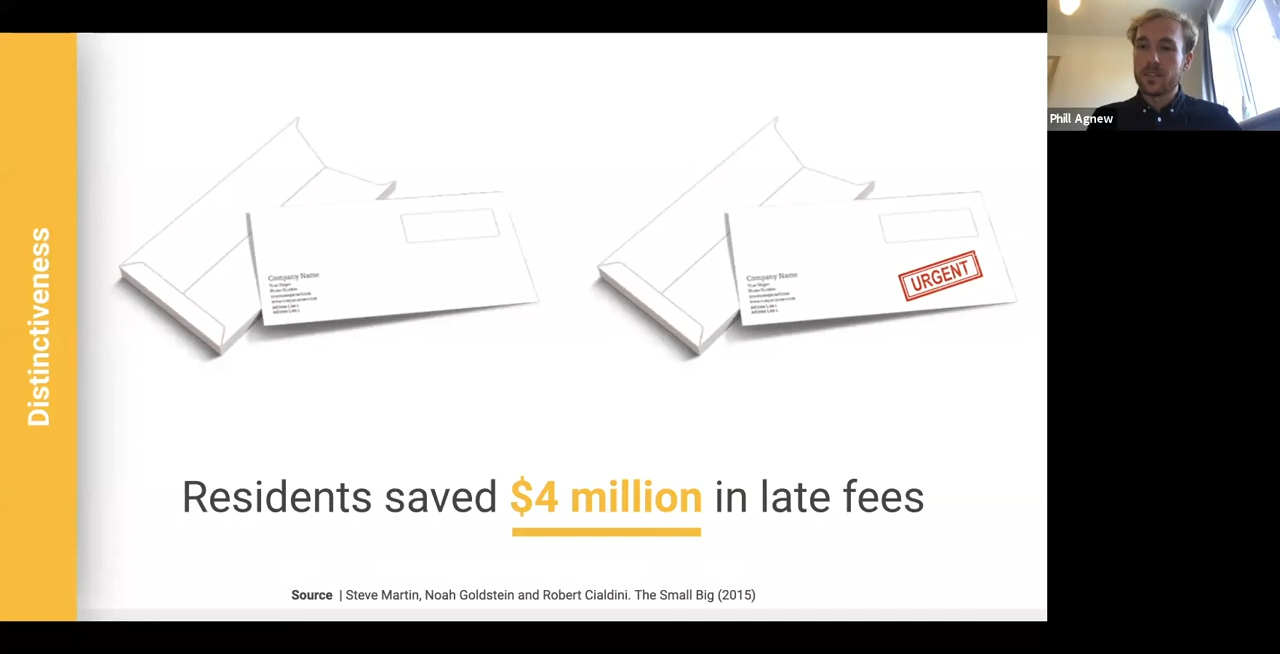 Distinctiveness
Company Name
Company Name
URGENT
Residents saved $4 million in late fees
Source | Steve Martin, Noah Goldstein and Robert Cialdini. The Small Big (2015)
Phill Agnew